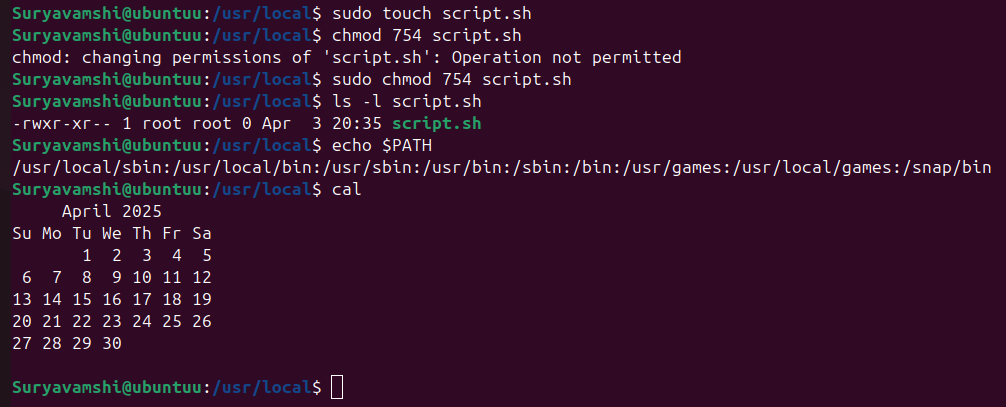 Suryavamshi@ubuntuu:/usr/local$ sudo touch script.sh
Suryavamshi@ubuntuu:/usr/local$ chmod 754 script.sh
chmod: changing permissions of 'script.sh': Operation not permitted
Suryavamshi@ubuntuu:/usr/local$ sudo chmod 754 script.sh
Suryavamshi@ubuntuu:/usr/local$ ls -l script.sh
-rwxr-xr-- 1 root root 0 Apr  3 20:35 script.sh
Suryavamshi@ubuntuu:/usr/local$ echo $PATH
/usr/local/sbin:/usr/local/bin:/usr/sbin:/usr/bin:/sbin:/bin:/usr/games:/usr/local/games:/snap/bin
Suryavamshi@ubuntuu:/usr/local$ cal
     April 2025
Su Mo Tu We Th Fr Sa
       1  2  3  4  5
 6  7  8  9 10 11 12
13 14 15 16 17 18 19
20 21 22 23 24 25 26
27 28 29 30
Suryavamshi@ubuntuu:/usr/local$